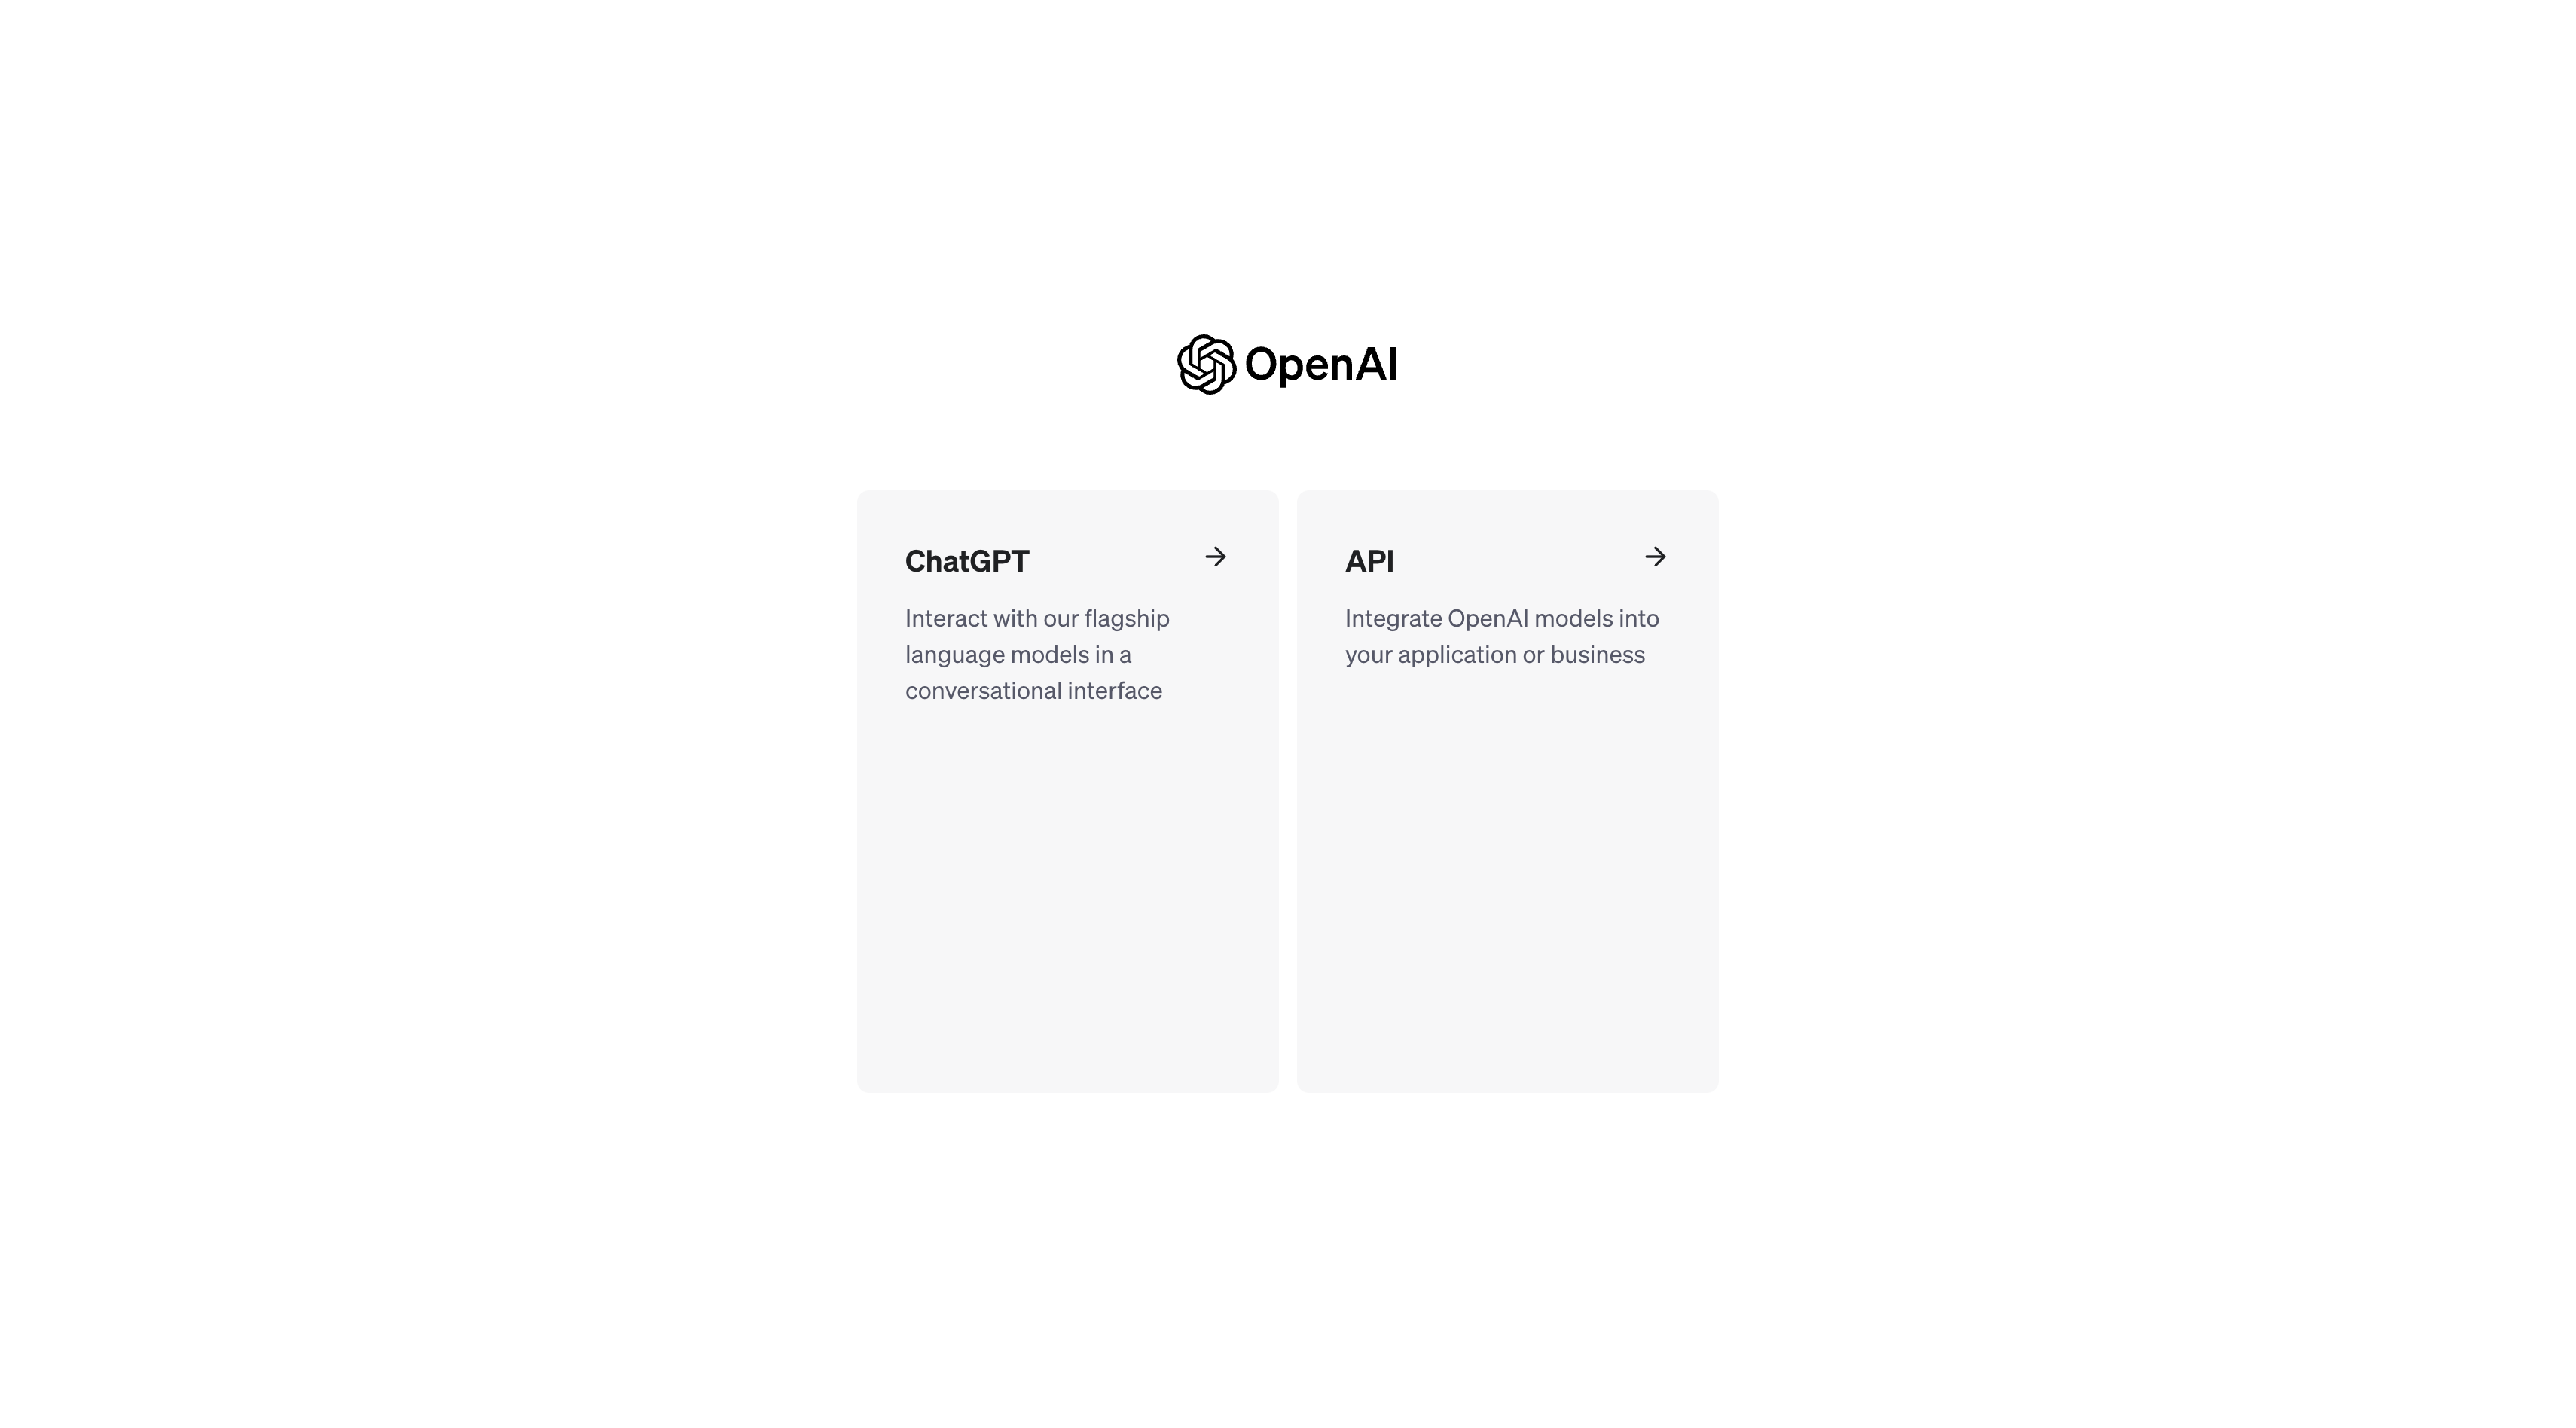 OpenAI
ChatGPT
Interact with our flagship
language models in a
conversational interface
API
Integrate OpenAI models into
your application or business